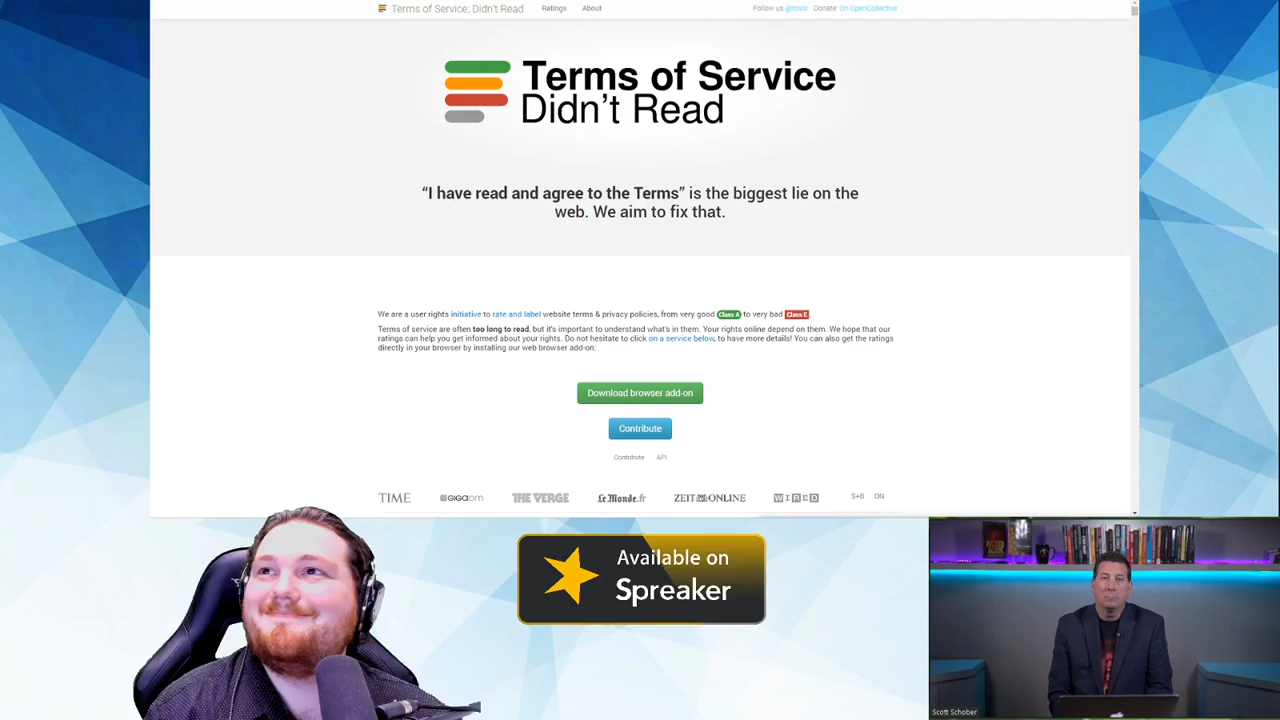 Terms of Service; Didn't Read Ratings About Follow us @tosdr Donate: On OpenCollective
Terms of Service
Didn't Read
“I have read and agree to the Terms” is the biggest lie on the
web. We aim to fix that.
We are a user rights initiative to rate and label website terms & privacy policies, from very good Class A to very bad Class E
Terms of service are often too long to read, but it's important to understand what's in them. Your rights online depend on them. We hope that our
ratings can help you get informed about your rights. Do not hesitate to click on a service below, to have more details! You can also get the ratings
directly in your browser by installing our web browser add-on:
Download browser add-on
Contribute
Contribute API
TIME GIGAOM THE VERGE Le Monde.fr ZEIT ONLINE WIRED S+B DN
Available on
Spreaker
Scott Schober